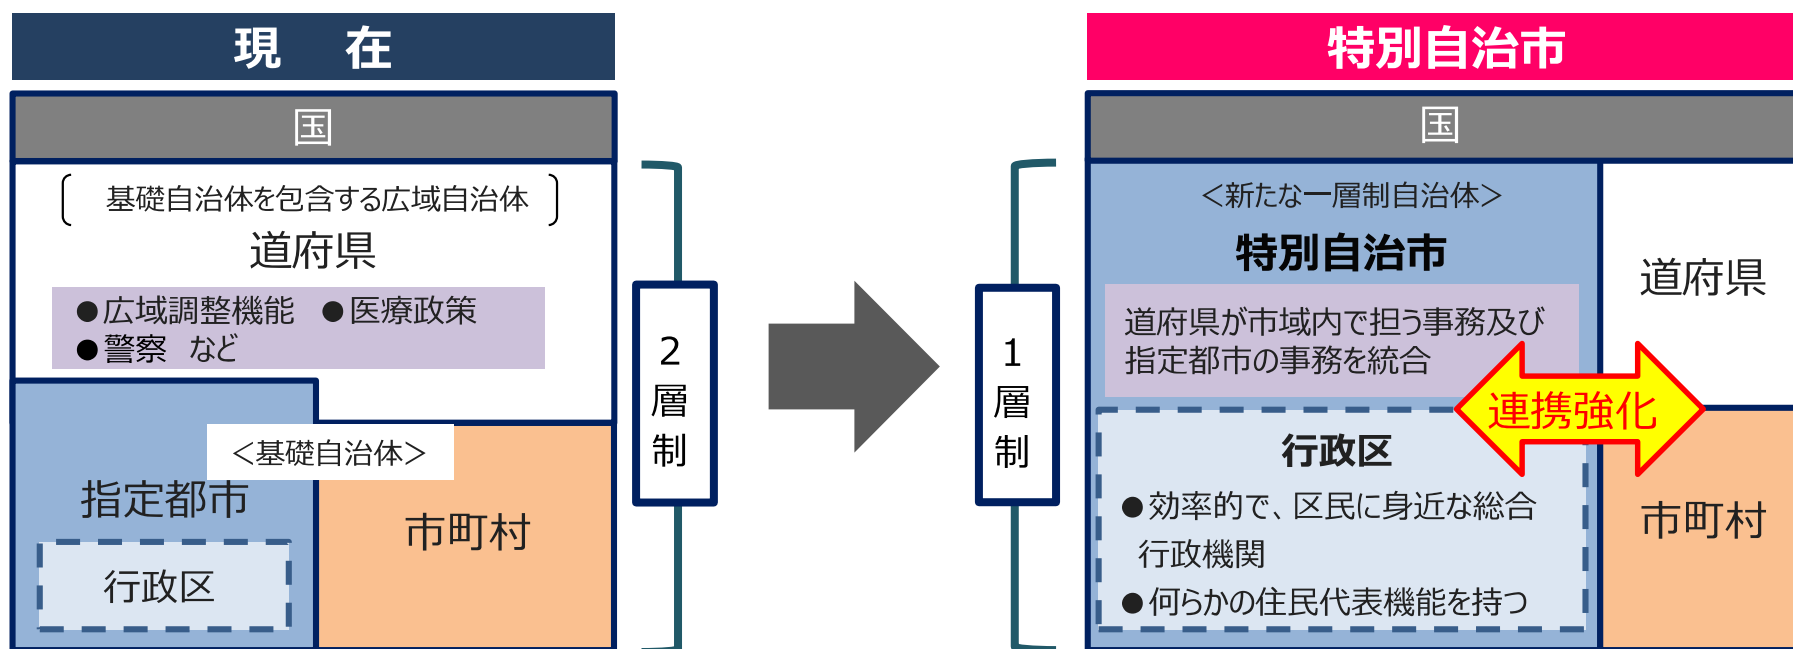 現 在
国
基礎自治体を包含する広域自治体
道府県
●広域調整機能 ●医療政策
●警察 など
＜基礎自治体＞
指定都市
市町村
行政区
2層制
特別自治市
国
＜新たな一層制自治体＞
特別自治市
道府県が市域内で担う事務及び
指定都市の事務を統合
道府県
連携強化
行政区
●効率的で、区民に身近な総合
行政機関
●何らかの住民代表機能を持つ
市町村
1層制